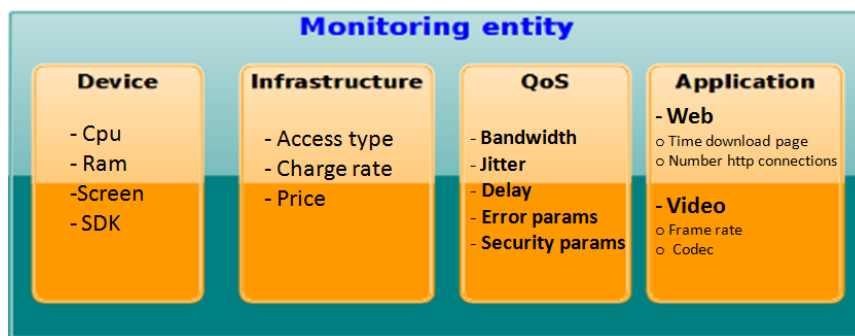 Monitoring entity
Device
- Cpu
- Ram
-Screen
- SDK
Infrastructure
- Access type
- Charge rate
- Price
QoS
- Bandwidth
- Jitter
- Delay
- Error params
- Security params
Application
- Web
o Time download page
o Number http connections
- Video
o Frame rate
o Codec